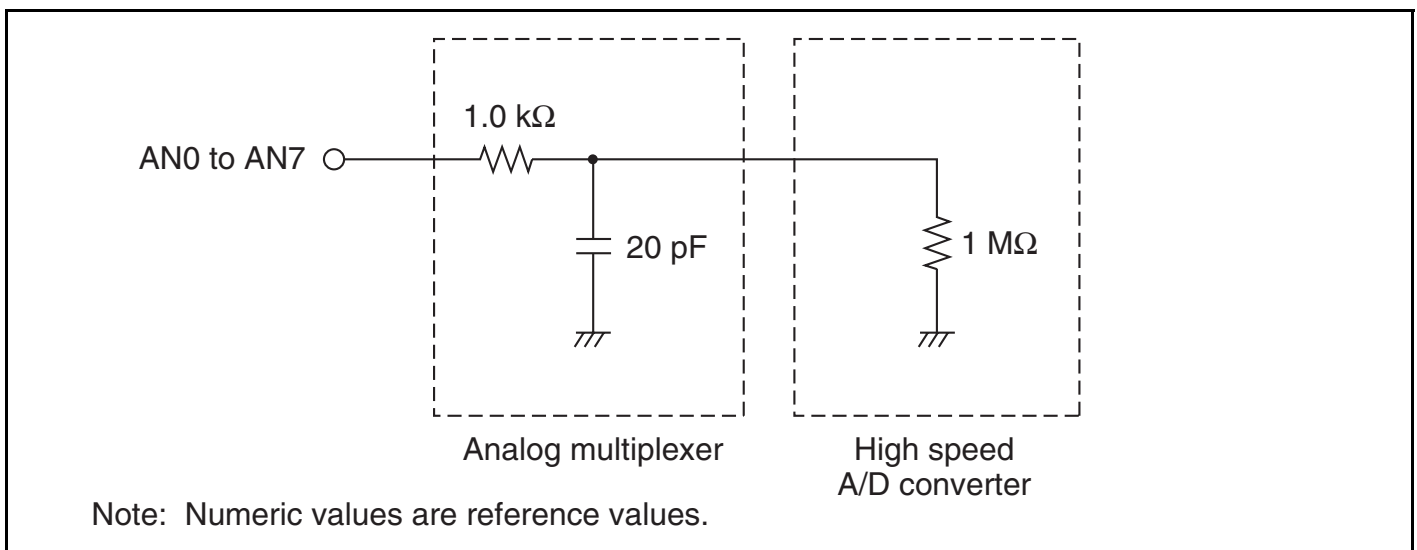 1.0 kΩ
AN0 to AN7
20 pF
1 MΩ
Analog multiplexer
High speed
A/D converter
Note: Numeric values are reference values.